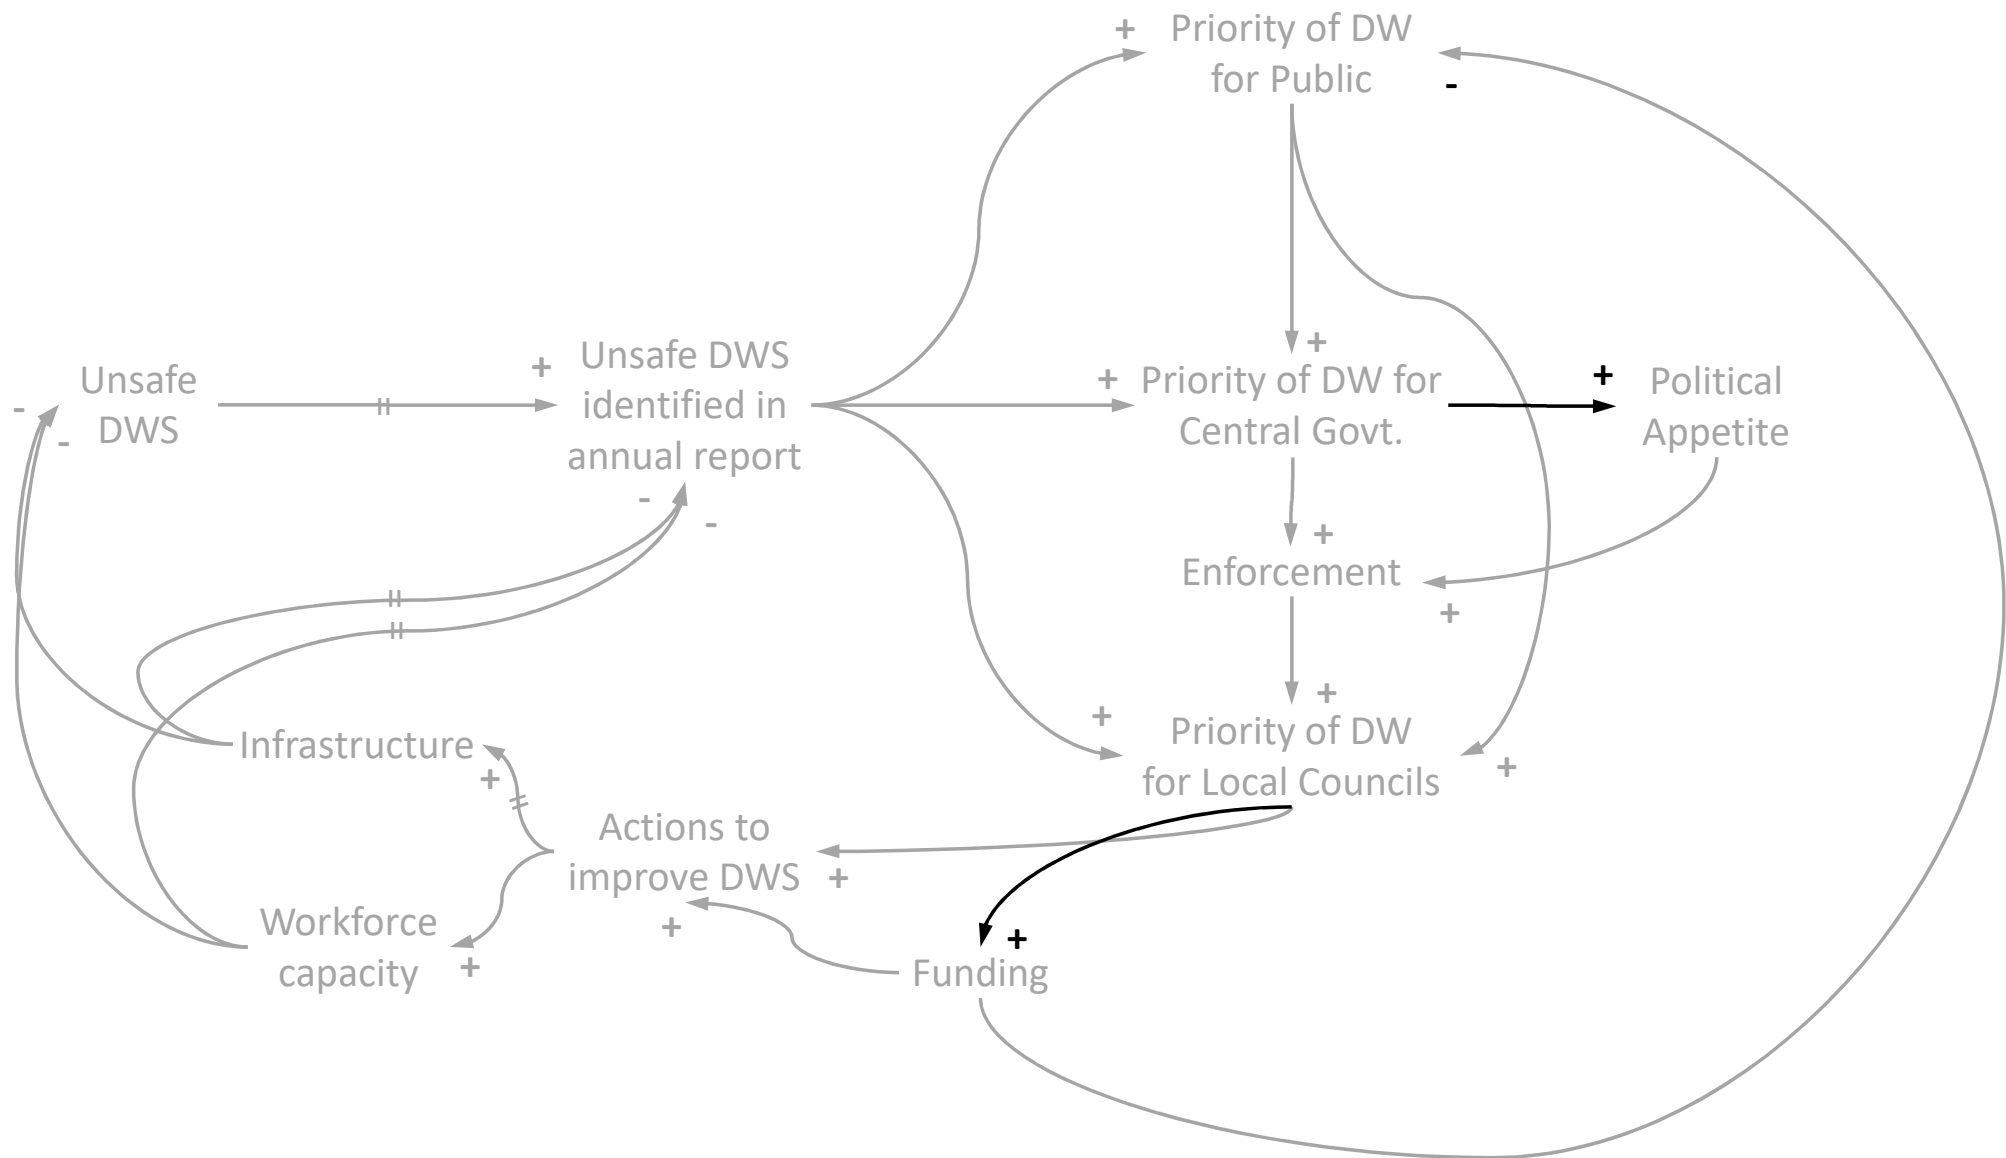 +
Priority of DW
for Public
-
+
Unsafe
DWS
-
-
+
Unsafe DWS
identified in
annual report
-
-
+
Priority of DW for
Central Govt.
+
Political
Appetite
+
Enforcement
+
+
+
Priority of DW
for Local Councils
+
Infrastructure
+
Actions to
improve DWS
+
+
Workforce
capacity
+
+
Funding